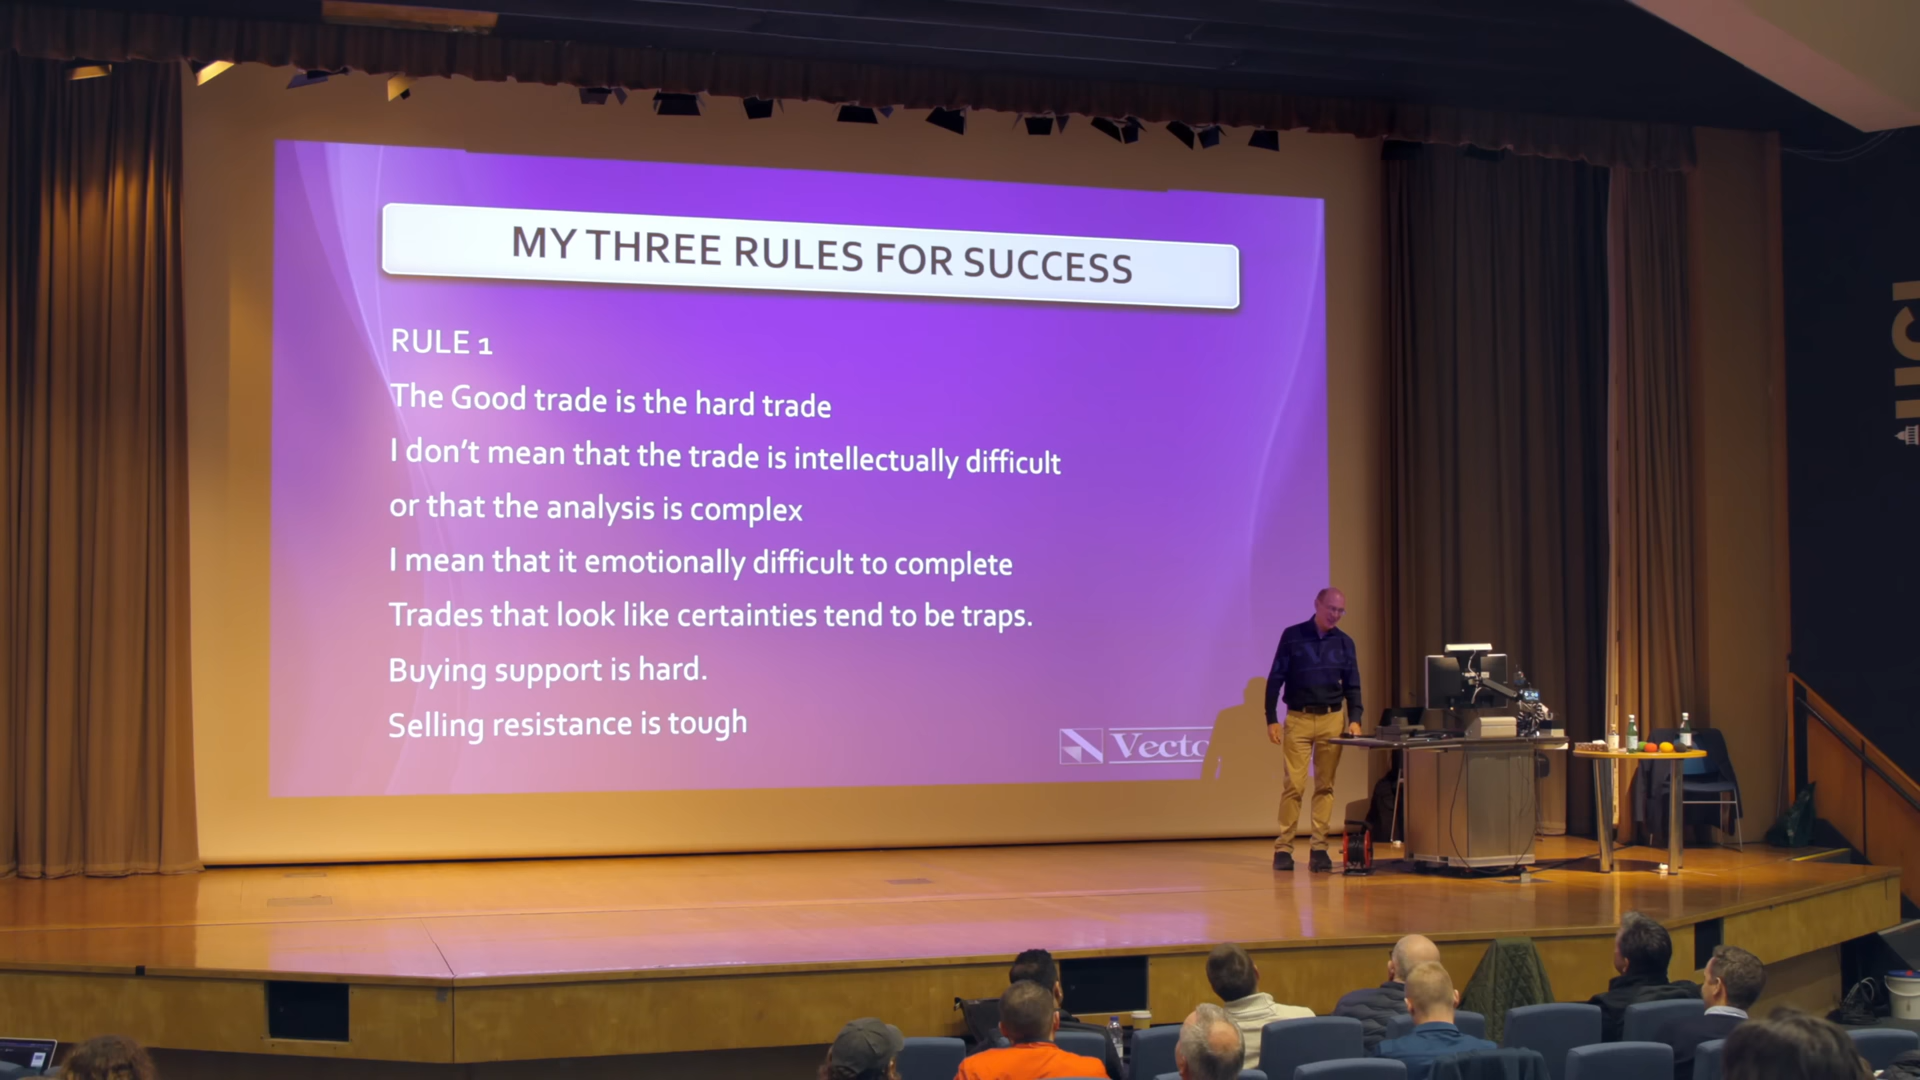 MY THREE RULES FOR SUCCESS
RULE 1
The Good trade is the hard trade
I don't mean that the trade is intellectually difficult
or that the analysis is complex
I mean that it emotionally difficult to complete
Trades that look like certainties tend to be traps.
Buying support is hard.
Selling resistance is tough
Vecto
UCL